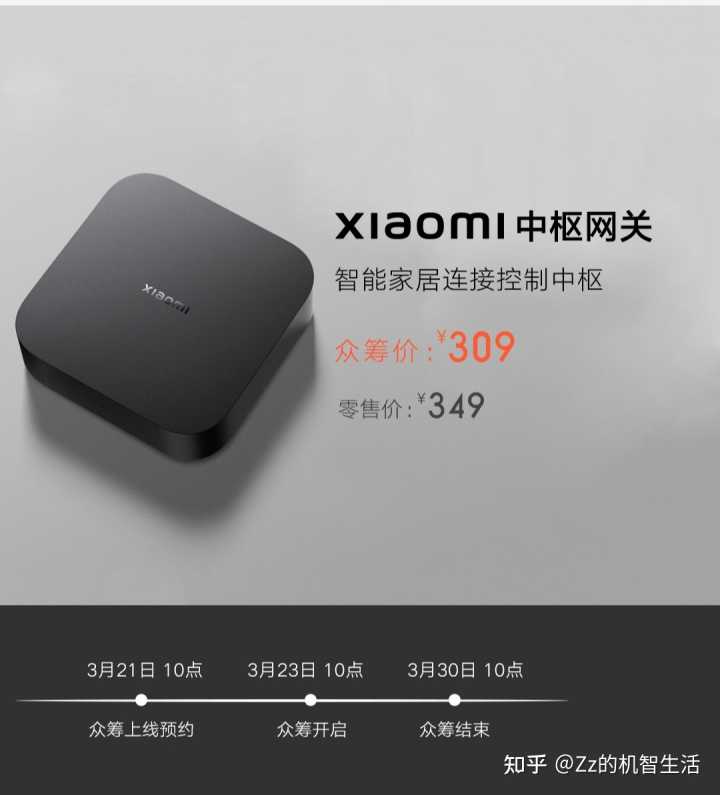 xiaomi
xiaomi 中枢网关
智能家居连接控制中枢
众筹价:¥309
零售价:¥349
3月21日 10点
3月23日 10点
3月30日 10点
众筹上线预约
众筹开启
众筹结束
知乎 @Zz的机智生活